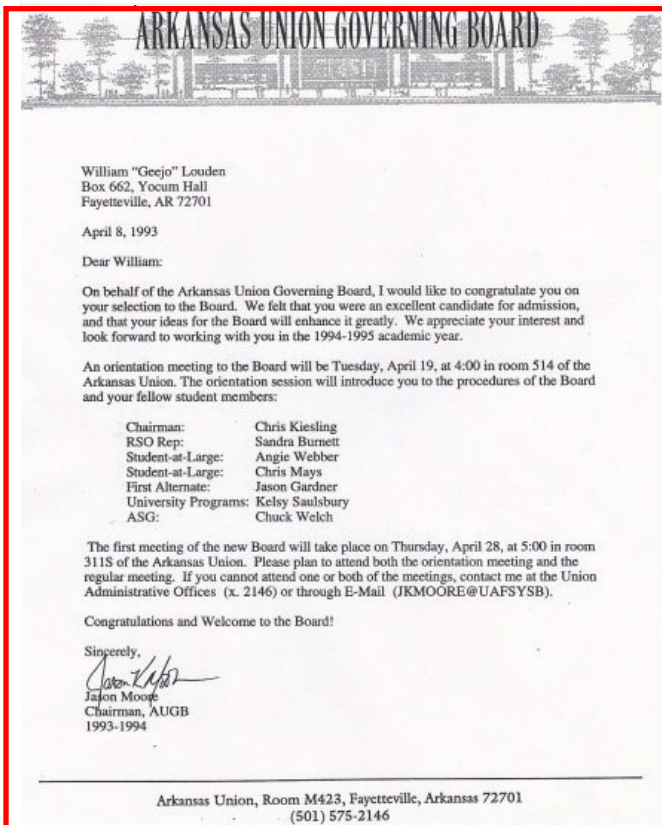 ARKANSAS UNION GOVERNING BOARD
William "Geejo" Louden
Box 662, Yocum Hall
Fayetteville, AR 72701
April 8, 1993
Dear William:
On behalf of the Arkansas Union Governing Board, I would like to congratulate you on
your selection to the Board. We felt that you were an excellent candidate for admission,
and that your ideas for the Board will enhance it greatly. We appreciate your interest and
look forward to working with you in the 1994-1995 academic year.
An orientation meeting to the Board will be Tuesday, April 19, at 4:00 in room 514 of the
Arkansas Union. The orientation session will introduce you to the procedures of the Board
and your fellow student members:
Chairman: Chris Kiesling
RSO Rep: Sandra Burnett
Student-at-Large: Angie Webber
Student-at-Large: Chris Mays
First Alternate: Jason Gardner
University Programs: Kelsy Saulsbury
ASG: Chuck Welch
The first meeting of the new Board will take place on Thursday, April 28, at 5:00 in room
311S of the Arkansas Union. Please plan to attend both the orientation meeting and the
regular meeting. If you cannot attend one or both of the meetings, contact me at the Union
Administrative Offices (x. 2146) or through E-Mail (JKMOORE@UAFSYSB).
Congratulations and Welcome to the Board!
Sincerely,
Jason Moore
Chairman, AUGB
1993-1994
Arkansas Union, Room M423, Fayetteville, Arkansas 72701
(501) 575-2146